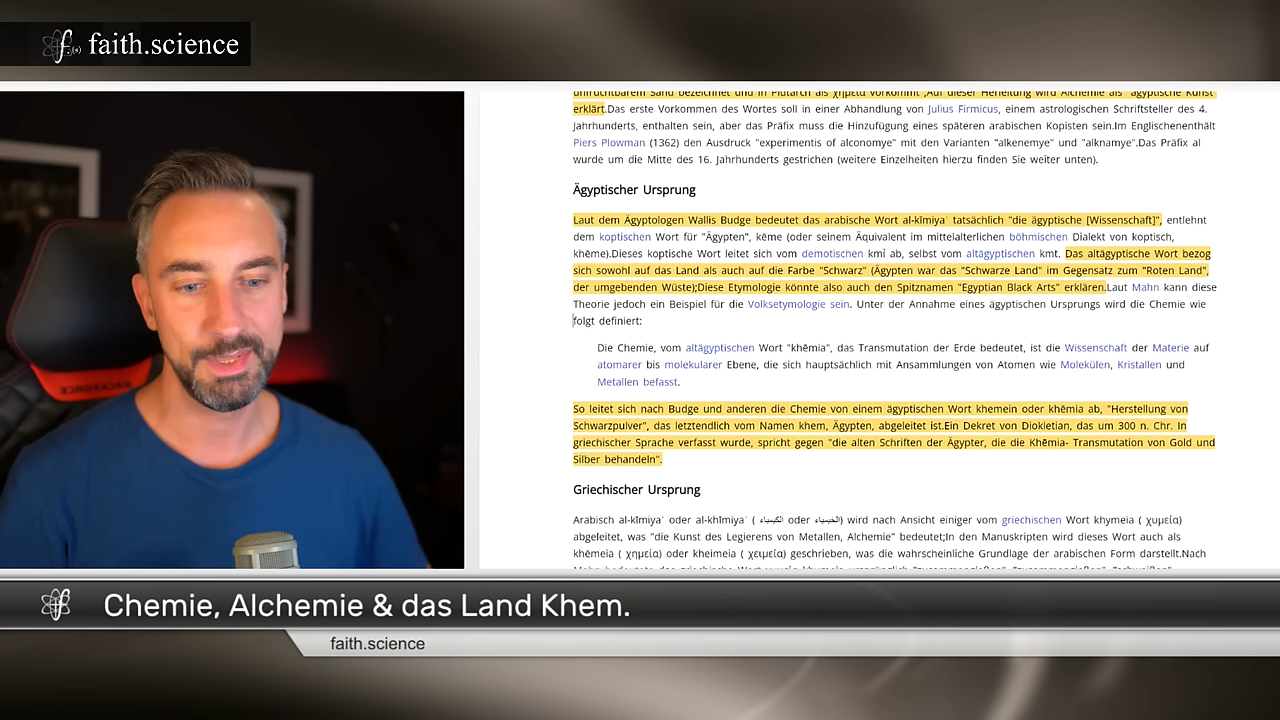 faith.science
unfruchtbarem Sand bezeichnet und in Plutarch als χημεία vorkommt ,Auf dieser Herleitung wird Alchemie als "ägyptische Kunst"
erklärt.Das erste Vorkommen des Wortes soll in einer Abhandlung von Julius Firmicus, einem astrologischen Schriftsteller des 4.
Jahrhunderts, enthalten sein, aber das Präfix muss die Hinzufügung eines späteren arabischen Kopisten sein.Im Englischenenthält
Piers Plowman (1362) den Ausdruck "experimentis of alconomye" mit den Varianten "alkenemye" und "alknamye".Das Präfix al
wurde um die Mitte des 16. Jahrhunderts gestrichen (weitere Einzelheiten hierzu finden Sie weiter unten).
Ägyptischer Ursprung
Laut dem Ägyptologen Wallis Budge bedeutet das arabische Wort al-kīmiyaʾ tatsächlich "die ägyptische [Wissenschaft]", entlehnt
dem koptischen Wort für "Ägypten", kēme (oder seinem Äquivalent im mittelalterlichen böhmischen Dialekt von koptisch,
khēme).Dieses koptische Wort leitet sich vom demotischen kmỉ ab, selbst vom altägyptischen kmt. Das altägyptische Wort bezog
sich sowohl auf das Land als auch auf die Farbe "Schwarz" (Ägypten war das "Schwarze Land" im Gegensatz zum "Roten Land",
der umgebenden Wüste);Diese Etymologie könnte also auch den Spitznamen "Egyptian Black Arts" erklären.Laut Mahn kann diese
Theorie jedoch ein Beispiel für die Volksetymologie sein. Unter der Annahme eines ägyptischen Ursprungs wird die Chemie wie
folgt definiert:
Die Chemie, vom altägyptischen Wort "khēmia", das Transmutation der Erde bedeutet, ist die Wissenschaft der Materie auf
atomarer bis molekularer Ebene, die sich hauptsächlich mit Ansammlungen von Atomen wie Molekülen, Kristallen und
Metallen befasst.
So leitet sich nach Budge und anderen die Chemie von einem ägyptischen Wort khemein oder khēmia ab, "Herstellung von
Schwarzpulver", das letztendlich vom Namen khem, Ägypten, abgeleitet ist.Ein Dekret von Diokletian, das um 300 n. Chr. In
griechischer Sprache verfasst wurde, spricht gegen "die alten Schriften der Ägypter, die die Khēmia- Transmutation von Gold und
Silber behandeln".
Griechischer Ursprung
Arabisch al-kīmiyaʾ oder al-khīmiyaʾ ( الكيمياء oder الخيمياء) wird nach Ansicht einiger vom griechischen Wort khymeia ( χυμεία)
abgeleitet, was "die Kunst des Legierens von Metallen, Alchemie" bedeutet;In den Manuskripten wird dieses Wort auch als
khēmeia ( χημεία) oder kheimeia ( χειμεία) geschrieben, was die wahrscheinliche Grundlage der arabischen Form darstellt.Nach
BACKFORCE
Chemie, Alchemie & das Land Khem.
faith.science